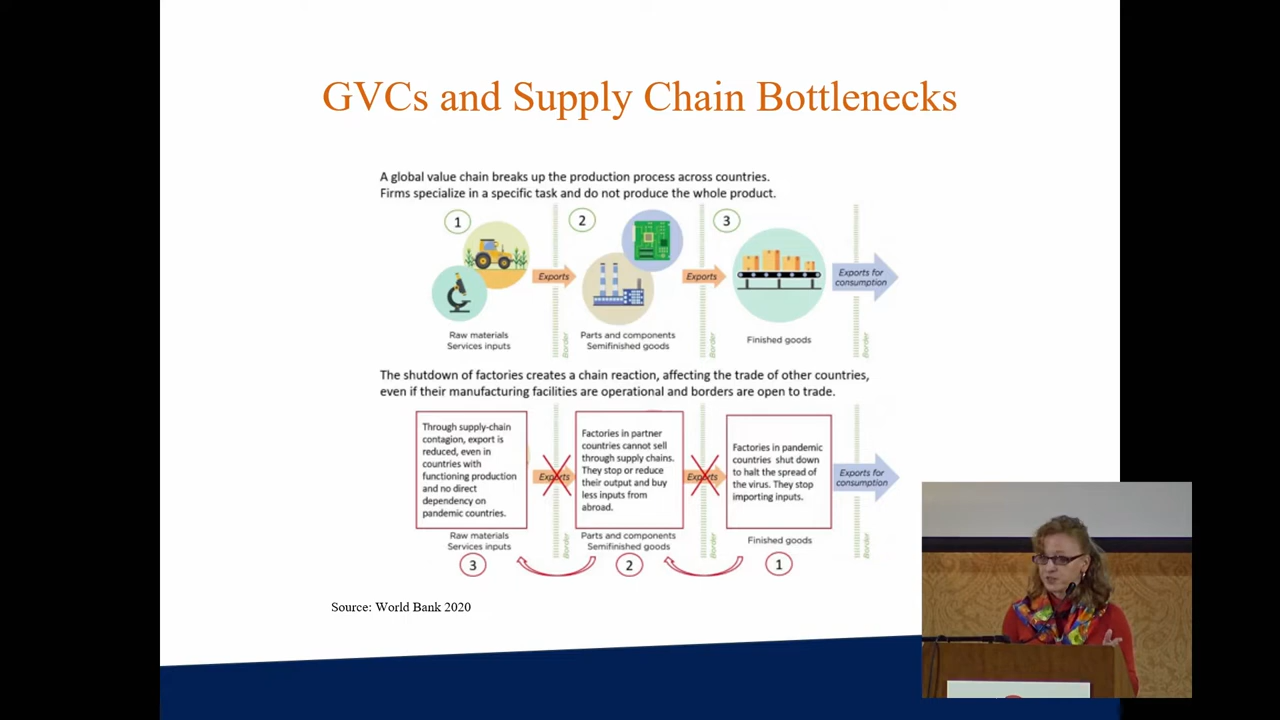 GVCs and Supply Chain Bottlenecks
A global value chain breaks up the production process across countries.
Firms specialize in a specific task and do not produce the whole product.
1
2
3
Exports
Exports
Exports for
consumption
Raw materials
Services inputs
Border
Parts and components
Semifinished goods
Border
Finished goods
Border
The shutdown of factories creates a chain reaction, affecting the trade of other countries,
even if their manufacturing facilities are operational and borders are open to trade.
Through supply-chain
contagion, export is
reduced, even in
countries with
functioning production
and no direct
dependency on
pandemic countries.
Exports
Factories in partner
countries cannot sell
through supply chains.
They stop or reduce
their output and buy
less inputs from
abroad.
Exports
Factories in pandemic
countries shut down
to halt the spread of
the virus. They stop
importing inputs.
Exports for
consumption
Raw materials
Services inputs
Border
Parts and components
Semifinished goods
Border
Finished goods
Border
3
2
1
Source: World Bank 2020